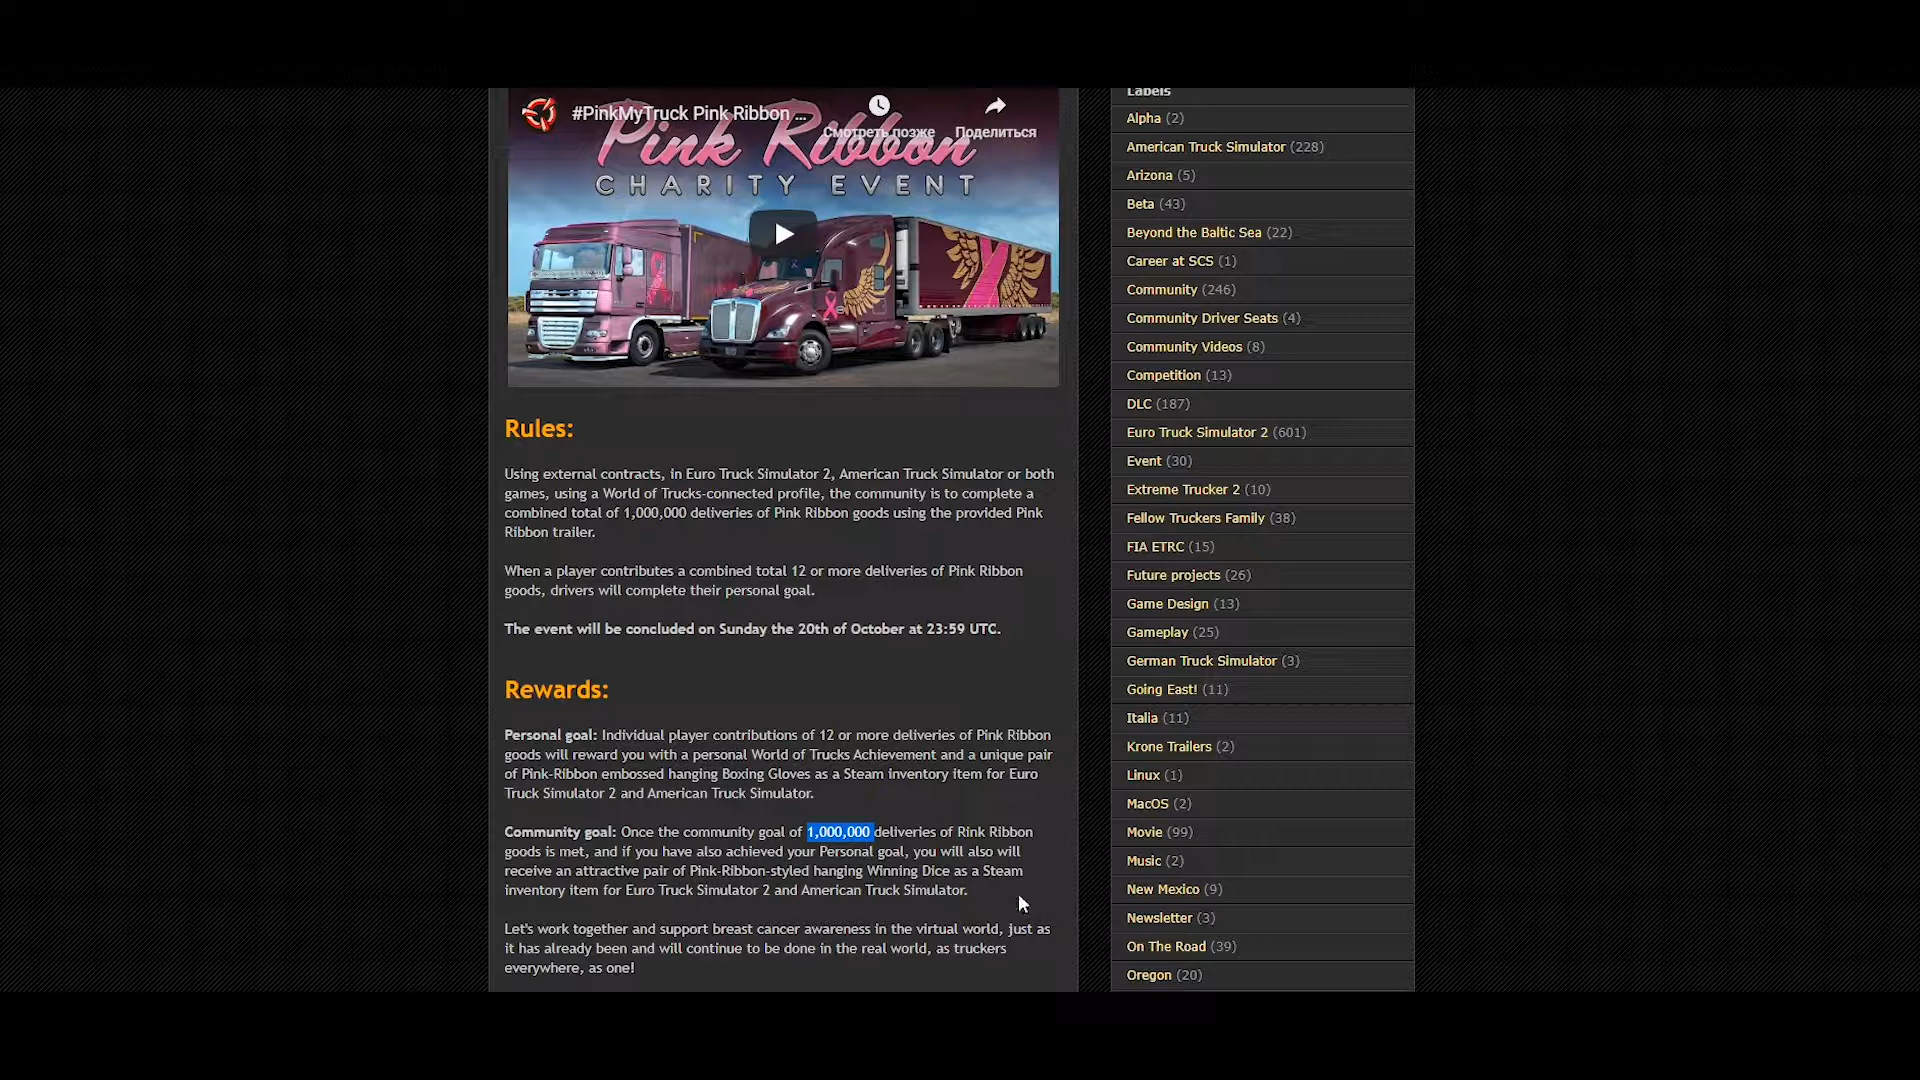 #PinkMyTruck Pink Ribbon ...
Смотреть позже
Поделиться
Pink Ribbon
CHARITY EVENT
Rules:
Using external contracts, in Euro Truck Simulator 2, American Truck Simulator or both
games, using a World of Trucks-connected profile, the community is to complete a
combined total of 1,000,000 deliveries of Pink Ribbon goods using the provided Pink
Ribbon trailer.
When a player contributes a combined total 12 or more deliveries of Pink Ribbon
goods, drivers will complete their personal goal.
The event will be concluded on Sunday the 20th of October at 23:59 UTC.
Rewards:
Personal goal: Individual player contributions of 12 or more deliveries of Pink Ribbon
goods will reward you with a personal World of Trucks Achievement and a unique pair
of Pink-Ribbon embossed hanging Boxing Gloves as a Steam inventory item for Euro
Truck Simulator 2 and American Truck Simulator.
Community goal: Once the community goal of 1,000,000 deliveries of Rink Ribbon
goods is met, and if you have also achieved your Personal goal, you will also will
receive an attractive pair of Pink-Ribbon-styled hanging Winning Dice as a Steam
inventory item for Euro Truck Simulator 2 and American Truck Simulator.
Let's work together and support breast cancer awareness in the virtual world, just as
it has already been and will continue to be done in the real world, as truckers
everywhere, as one!
Labels
Alpha (2)
American Truck Simulator (228)
Arizona (5)
Beta (43)
Beyond the Baltic Sea (22)
Career at SCS (1)
Community (246)
Community Driver Seats (4)
Community Videos (8)
Competition (13)
DLC (187)
Euro Truck Simulator 2 (601)
Event (30)
Extreme Trucker 2 (10)
Fellow Truckers Family (38)
FIA ETRC (15)
Future projects (26)
Game Design (13)
Gameplay (25)
German Truck Simulator (3)
Going East! (11)
Italia (11)
Krone Trailers (2)
Linux (1)
MacOS (2)
Movie (99)
Music (2)
New Mexico (9)
Newsletter (3)
On The Road (39)
Oregon (20)